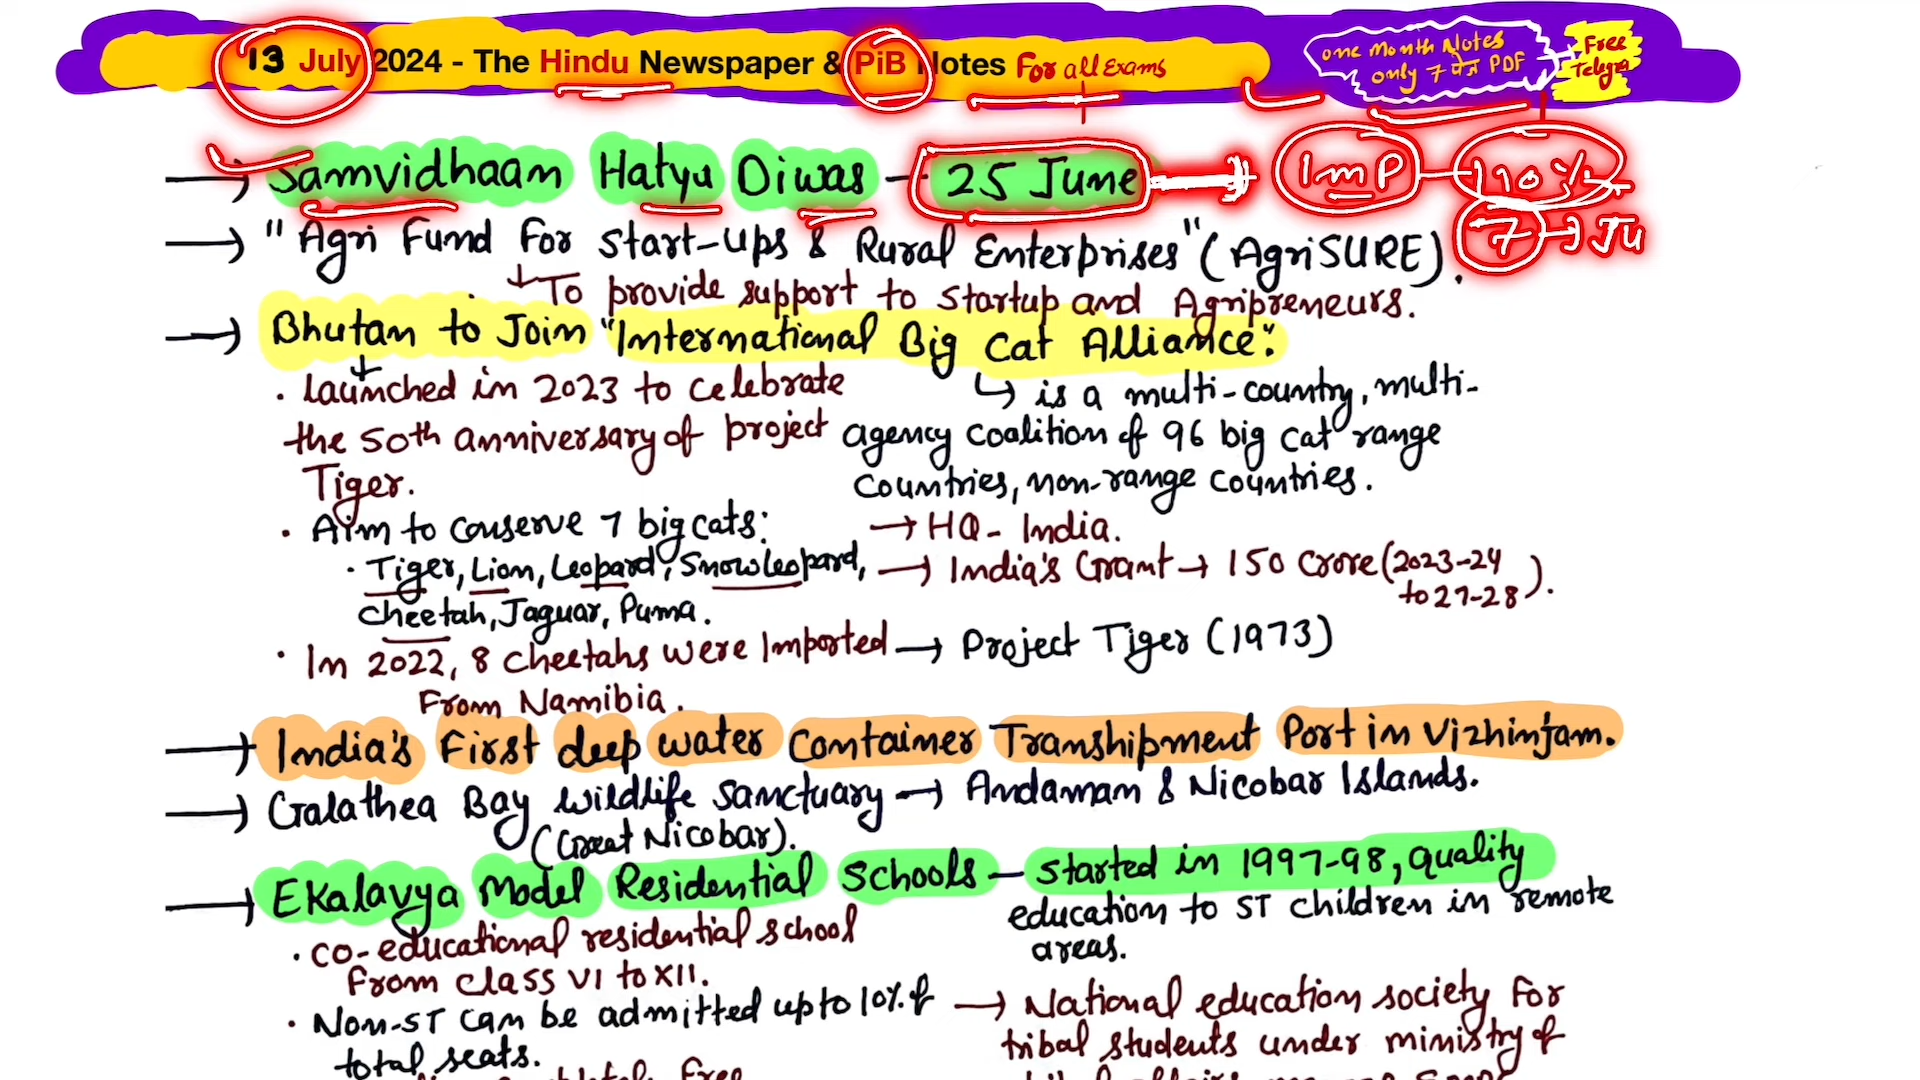 13 July 2024 - The Hindu Newspaper & PiB Notes For all Exams
one Month Notes
only 7 पेज PDF
Free
Telegra
→ Samvidhaan Hatyu Diwas - 25 June → Imp - 110%
7 → Ju
→ "Agri Fund For Start-Ups & Rural Enterprises" (AgriSURE).
↓ To provide support to Startup and Agripreneurs.
→ Bhutan to Join "International Big Cat Alliance":
• Launched in 2023 to celebrate
the 50th anniversary of project
Tiger.
↳ is a multi-country, multi-
agency coalition of 96 big cat range
countries, non-range countries.
• Aim to conserve 7 big cats:
• Tiger, Lion, Leopard, Snow leopard,
Cheetah, Jaguar, Puma.
→ HQ - India.
→ India's Grant → 150 crore (2023-24
to 27-28).
• In 2022, 8 cheetahs were Imported
From Namibia.
→ Project Tiger (1973)
→ India's First deep water Container Transhipment Port in Vizhinjam.
→ Galathea Bay wildlife sanctuary → Andaman & Nicobar Islands.
(Great Nicobar).
→ Ekalavya Model Residential Schools - Started in 1997-98, quality
education to ST children in remote
areas.
• co-educational residential school
From class VI to XII.
• Non-ST can be admitted upto 10% of
total seats.
→ National education society For
tribal students under ministry of
Free